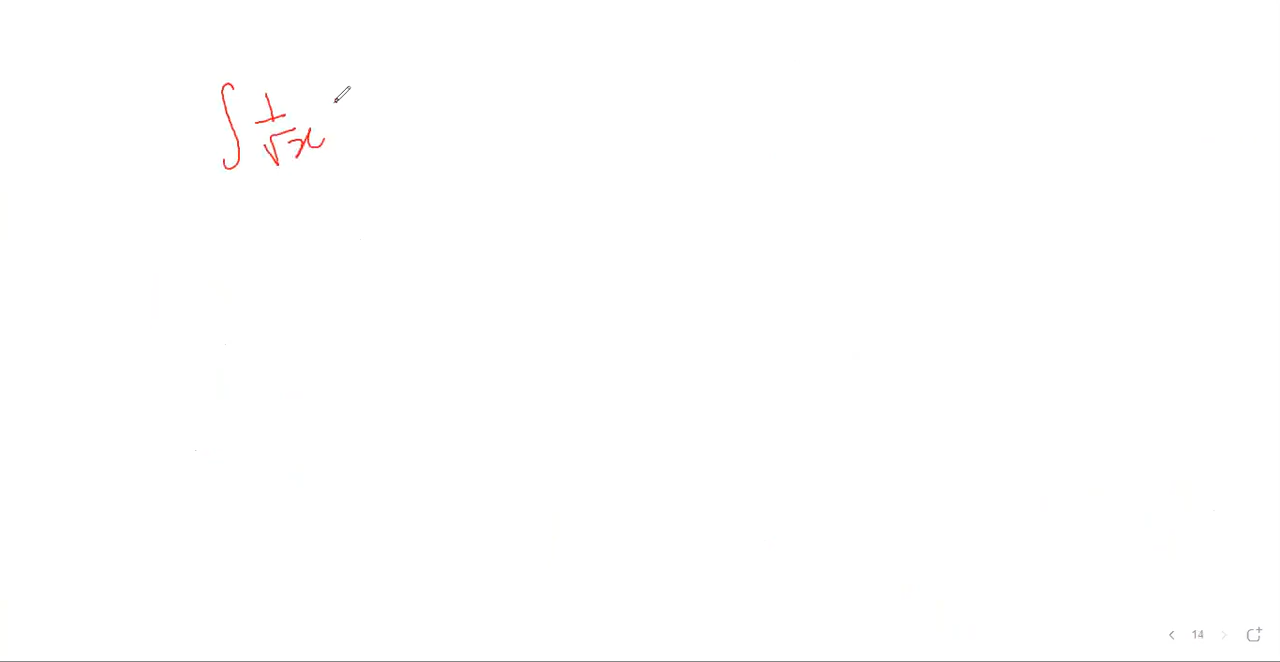 ∫ 1/√x
< 14 >